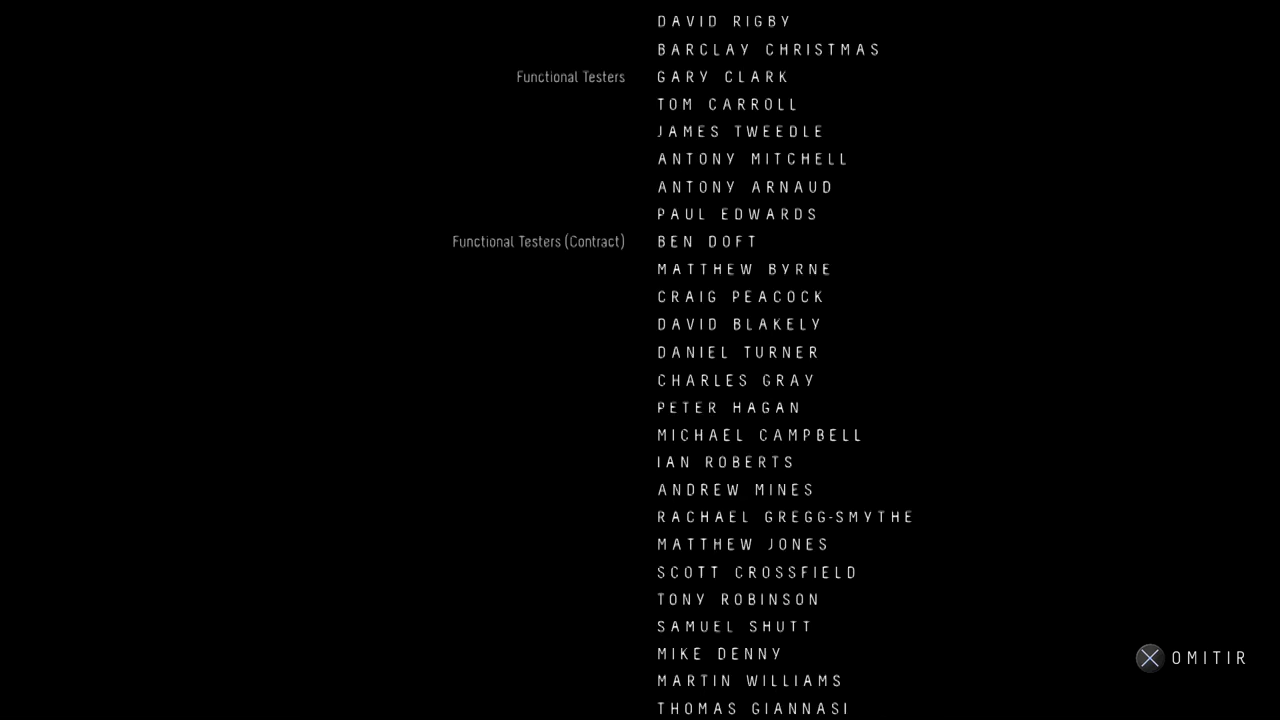 DAVID RIGBY
BARCLAY CHRISTMAS
Functional Testers GARY CLARK
TOM CARROLL
JAMES TWEEDLE
ANTONY MITCHELL
ANTONY ARNAUD
PAUL EDWARDS
Functional Testers (Contract) BEN DOFT
MATTHEW BYRNE
CRAIG PEACOCK
DAVID BLAKELY
DANIEL TURNER
CHARLES GRAY
PETER HAGAN
MICHAEL CAMPBELL
IAN ROBERTS
ANDREW MINES
RACHAEL GREGG-SMYTHE
MATTHEW JONES
SCOTT CROSSFIELD
TONY ROBINSON
SAMUEL SHUTT
MIKE DENNY
OMITIR
MARTIN WILLIAMS
THOMAS GIANNASI